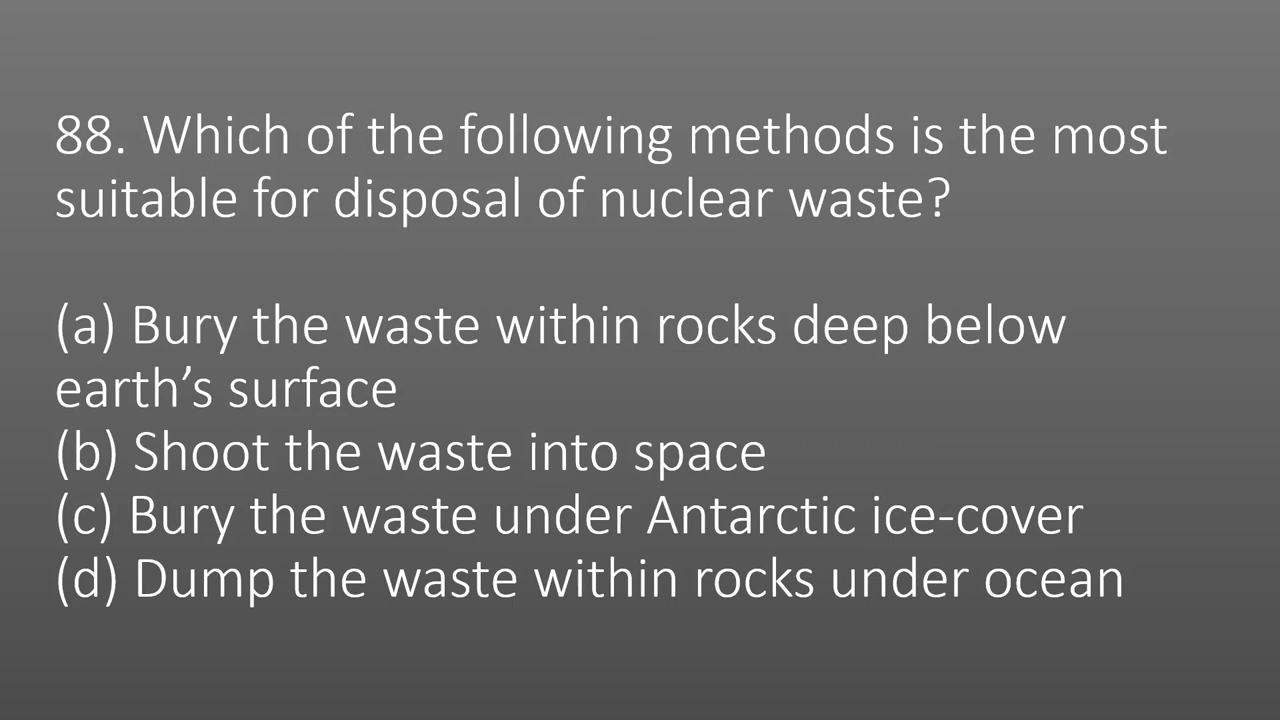 88. Which of the following methods is the most
suitable for disposal of nuclear waste?
(a) Bury the waste within rocks deep below
earth’s surface
(b) Shoot the waste into space
(c) Bury the waste under Antarctic ice-cover
(d) Dump the waste within rocks under ocean